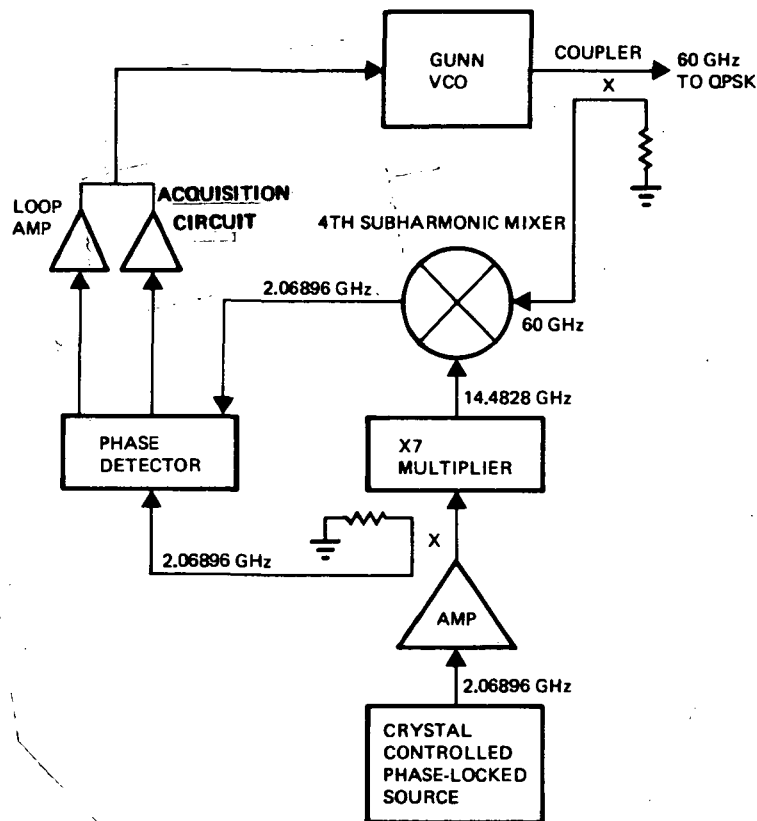 GUNN
VCO
COUPLER
X
60 GHz
TO QPSK
LOOP
AMP
ACQUISITION
CIRCUIT
4TH SUBHARMONIC MIXER
2.06896 GHz
60 GHz
14.4828 GHz
PHASE
DETECTOR
X7
MULTIPLIER
2.06896 GHz
X
AMP
2.06896 GHz
CRYSTAL
CONTROLLED
PHASE-LOCKED
SOURCE